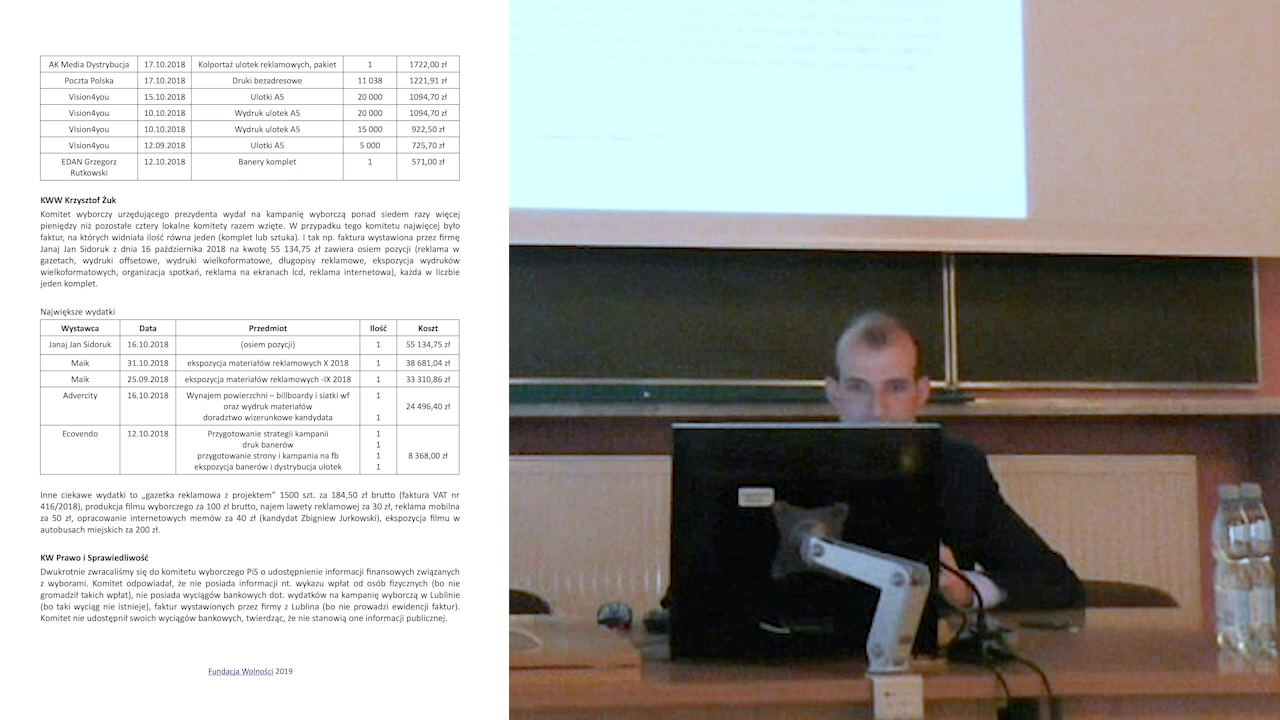 AK Media Dystrybucja 17.10.2018 Kolportaż ulotek reklamowych, pakiet 1 1722,00 zł
Poczta Polska 17.10.2018 Druki bezadresowe 11 038 1221,91 zł
Vision4you 15.10.2018 Ulotki A5 20 000 1094,70 zł
Vision4you 10.10.2018 Wydruk ulotek A5 20 000 1094,70 zł
Vision4you 10.10.2018 Wydruk ulotek A5 15 000 922,50 zł
Vision4you 12.09.2018 Ulotki A5 5 000 725,70 zł
EDAN Grzegorz 12.10.2018 Banery komplet 1 571,00 zł
Rutkowski
KWW Krzysztof Żuk
Komitet wyborczy urzędującego prezydenta wydał na kampanię wyborczą ponad siedem razy więcej
pieniędzy niż pozostałe cztery lokalne komitety razem wzięte. W przypadku tego komitetu najwięcej było
faktur, na których widniała ilość równa jeden (komplet lub sztuka). I tak np. faktura wystawiona przez firmę
Janaj Jan Sidoruk z dnia 16 października 2018 na kwotę 55 134,75 zł zawiera osiem pozycji (reklama w
gazetach, wydruki offsetowe, wydruki wielkoformatowe, długopisy reklamowe, ekspozycja wydruków
wielkoformatowych, organizacja spotkań, reklama na ekranach lcd, reklama internetowa), każda w liczbie
jeden komplet.
Największe wydatki
Wystawca Data Przedmiot Ilość Koszt
Janaj Jan Sidoruk 16.10.2018 (osiem pozycji) 1 55 134,75 zł
Maik 31.10.2018 ekspozycja materiałów reklamowych X 2018 1 38 681,04 zł
Maik 25.09.2018 ekspozycja materiałów reklamowych -IX 2018 1 33 310,86 zł
Advercity 16.10.2018 Wynajem powierzchni – billboardy i siatki wf 1
oraz wydruk materiałów 24 496,40 zł
doradztwo wizerunkowe kandydata 1
Ecovendo 12.10.2018 Przygotowanie strategii kampanii 1
druk banerów 1
przygotowanie strony i kampania na fb 1 8 368,00 zł
ekspozycja banerów i dystrybucja ulotek 1
Inne ciekawe wydatki to „gazetka reklamowa z projektem” 1500 szt. za 184,50 brutto (faktura VAT nr
416/2018), produkcja filmu wyborczego za 100 zł brutto, najem lawety reklamowej za 30 zł, reklama mobilna
za 50 zł, opracowanie internetowych memów za 40 zł (kandydat Zbigniew Jurkowski), ekspozycja filmu w
autobusach miejskich za 200 zł.
KW Prawo i Sprawiedliwość
Dwukrotnie zwracaliśmy się do komitetu wyborczego PiS o udostępnienie informacji finansowych związanych
z wyborami. Komitet odpowiadał, że nie posiada informacji nt. wykazu wpłat od osób fizycznych (bo nie
gromadził takich wpłat), nie posiada wyciągów bankowych dot. wydatków na kampanię wyborczą w Lublinie
(bo taki wyciąg nie istnieje), faktur wystawionych przez firmy z Lublina (bo nie prowadzi ewidencji faktur).
Komitet nie udostępnił swoich wyciągów bankowych, twierdząc, że nie stanowią one informacji publicznej.
Fundacja Wolności 2019